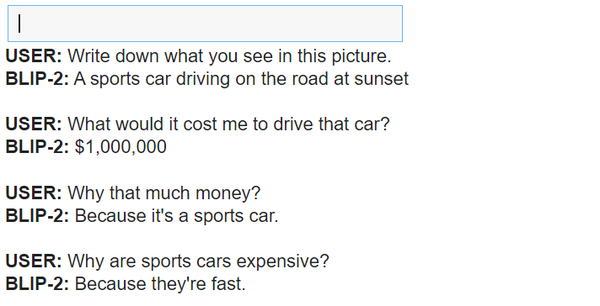 USER: Write down what you see in this picture.
BLIP-2: A sports car driving on the road at sunset
USER: What would it cost me to drive that car?
BLIP-2: $1,000,000
USER: Why that much money?
BLIP-2: Because it's a sports car.
USER: Why are sports cars expensive?
BLIP-2: Because they're fast.